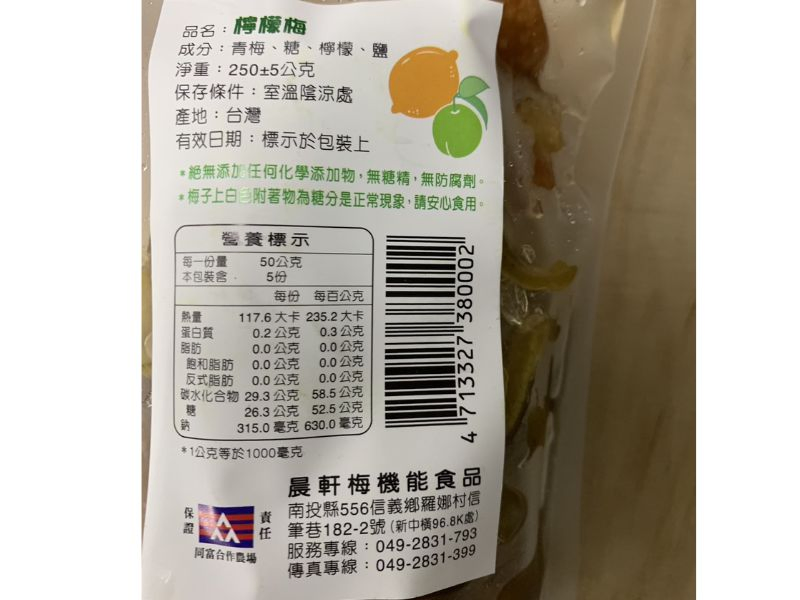 品名：檸檬梅
成分：青梅、糖、檸檬、鹽
淨重：250±5公克
保存條件：室溫陰涼處
產地：台灣
有效日期：標示於包裝上
*絕無添加任何化學添加物，無糖精，無防腐劑。
*梅子上白色附著物為糖分是正常現象，請安心食用。
營養標示
每一份量 50公克
本包裝含 5份
每份 每百公克
熱量 117.6 大卡 235.2 大卡
蛋白質 0.2 公克 0.3 公克
脂肪 0.0 公克 0.0 公克
飽和脂肪 0.0 公克 0.0 公克
反式脂肪 0.0 公克 0.0 公克
碳水化合物 29.3 公克 58.5 公克
糖 26.3 公克 52.5 公克
鈉 315.0 毫克 630.0 毫克
*1公克等於1000毫克
4 713327 380002
晨軒梅機能食品
南投縣556信義鄉羅娜村信
筆巷182-2號(新中橫96.8K處)
服務專線：049-2831-793
傳真專線：049-2831-399
保證
責任
同富合作農場